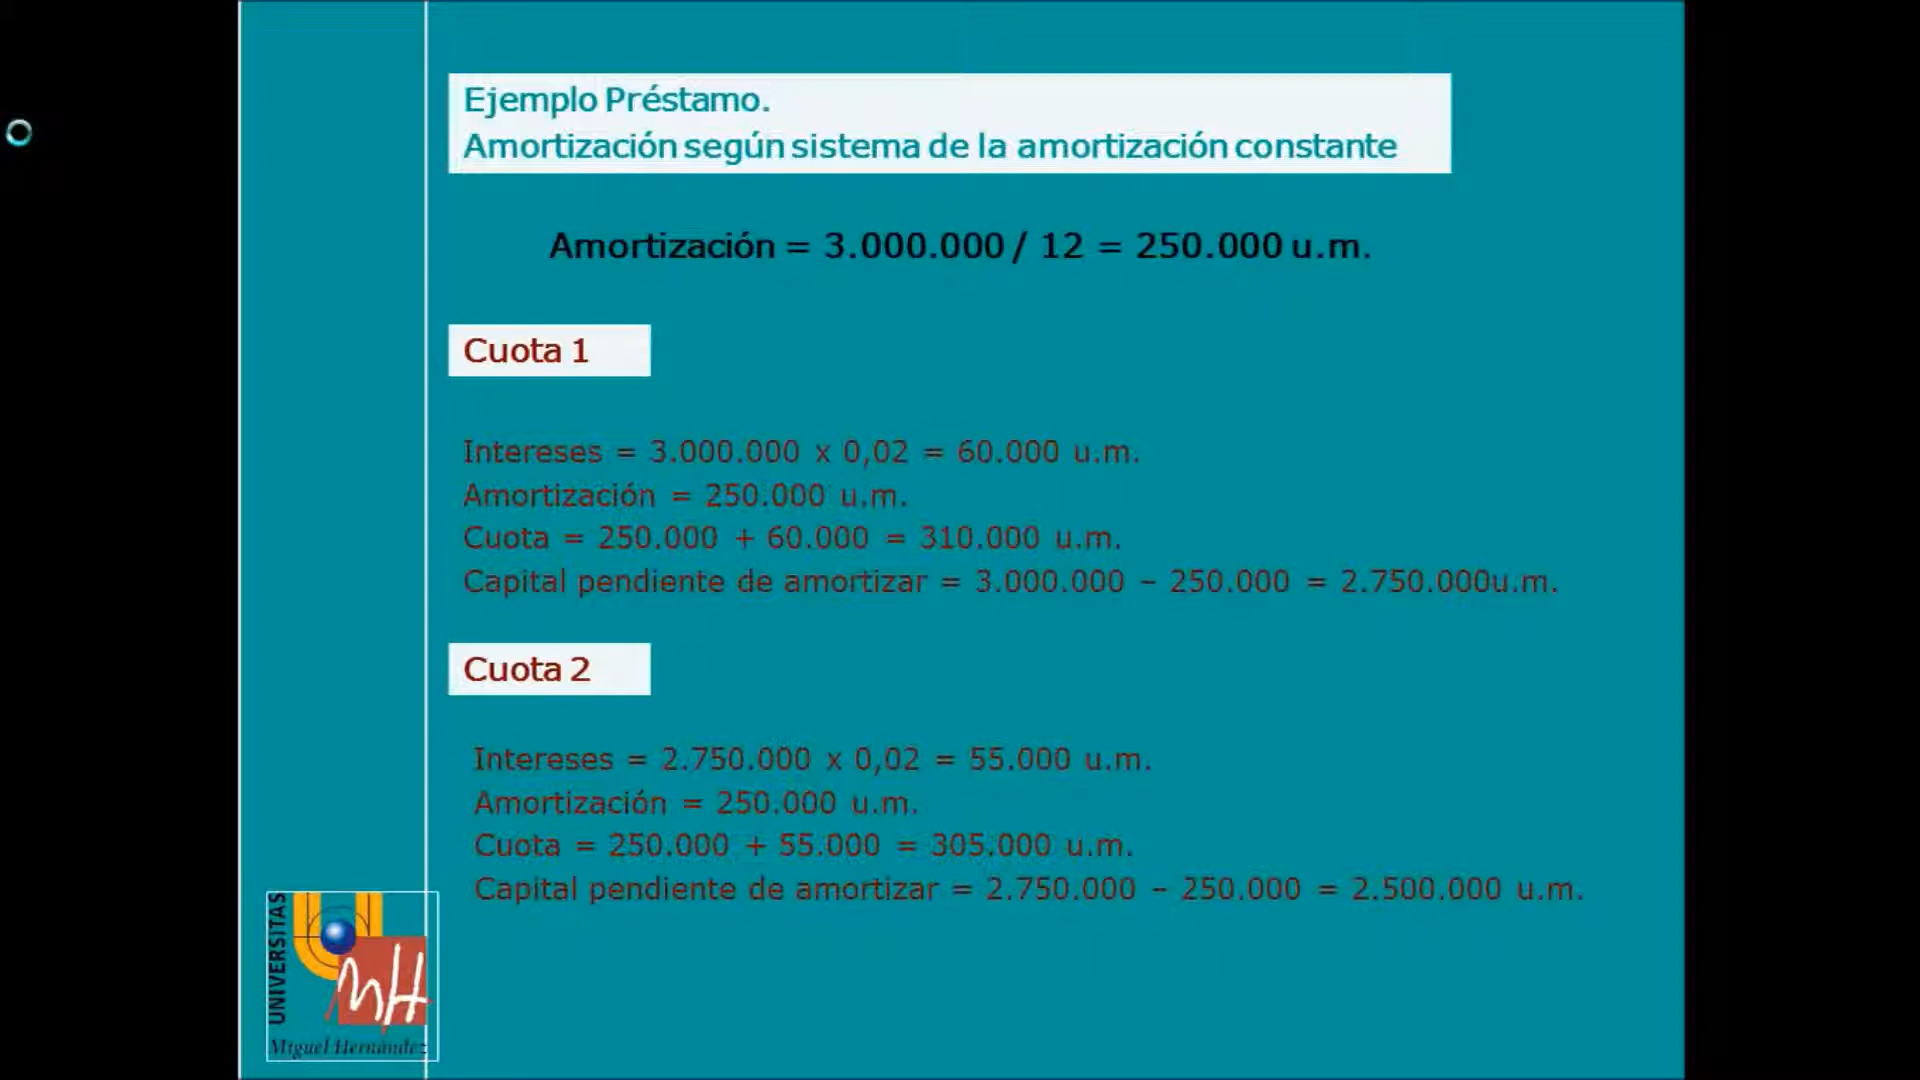 Ejemplo Préstamo.
Amortización según sistema de la amortización constante
Amortización = 3.000.000 / 12 = 250.000 u.m.
Cuota 1
Intereses = 3.000.000 x 0,02 = 60.000 u.m.
Amortización = 250.000 u.m.
Cuota = 250.000 + 60.000 = 310.000 u.m.
Capital pendiente de amortizar = 3.000.000 – 250.000 = 2.750.000u.m.
Cuota 2
Intereses = 2.750.000 x 0,02 = 55.000 u.m.
Amortización = 250.000 u.m.
Cuota = 250.000 + 55.000 = 305.000 u.m.
Capital pendiente de amortizar = 2.750.000 – 250.000 = 2.500.000 u.m.
UNIVERSITAS
MH
Miguel Hernández